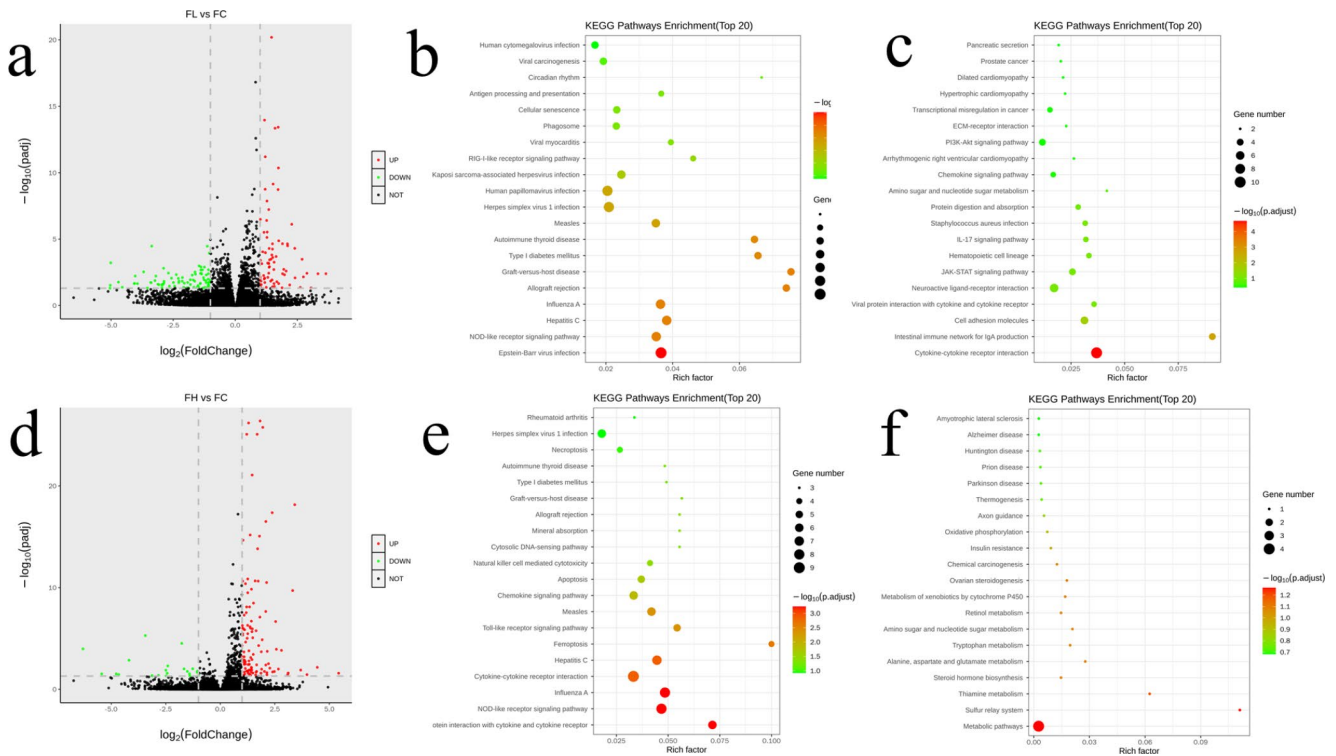 a
FL vs FC
20
15
10
5
0
-5.0
-2.5
0.0
2.5
−log10(padj)
log2(FoldChange)
UP
DOWN
NOT
b
KEGG Pathways Enrichment(Top 20)
Human cytomegalovirus infection
Viral carcinogenesis
Circadian rhythm
Antigen processing and presentation
Cellular senescence
Phagosome
Viral myocarditis
RIG-I-like receptor signaling pathway
Kaposi sarcoma-associated herpesvirus infection
Human papillomavirus infection
Herpes simplex virus 1 infection
Measles
Autoimmune thyroid disease
Type I diabetes mellitus
Graft-versus-host disease
Allograft rejection
Influenza A
Hepatitis C
NOD-like receptor signaling pathway
Epstein-Barr virus infection
0.02
0.04
0.06
Rich factor
−log
Gene
c
KEGG Pathways Enrichment(Top 20)
Pancreatic secretion
Prostate cancer
Dilated cardiomyopathy
Hypertrophic cardiomyopathy
Transcriptional misregulation in cancer
ECM-receptor interaction
PI3K-Akt signaling pathway
Arrhythmogenic right ventricular cardiomyopathy
Chemokine signaling pathway
Amino sugar and nucleotide sugar metabolism
Protein digestion and absorption
Staphylococcus aureus infection
IL-17 signaling pathway
Hematopoietic cell lineage
JAK-STAT signaling pathway
Neuroactive ligand-receptor interaction
Viral protein interaction with cytokine and cytokine receptor
Cell adhesion molecules
Intestinal immune network for IgA production
Cytokine-cytokine receptor interaction
0.025
0.050
0.075
Rich factor
Gene number
2
4
6
8
10
−log10(p.adjust)
4
3
2
1
d
FH vs FC
20
10
0
-5.0
-2.5
0.0
2.5
5.0
−log10(padj)
log2(FoldChange)
UP
DOWN
NOT
e
KEGG Pathways Enrichment(Top 20)
Rheumatoid arthritis
Herpes simplex virus 1 infection
Necroptosis
Autoimmune thyroid disease
Type I diabetes mellitus
Graft-versus-host disease
Allograft rejection
Mineral absorption
Cytosolic DNA-sensing pathway
Natural killer cell mediated cytotoxicity
Apoptosis
Chemokine signaling pathway
Measles
Toll-like receptor signaling pathway
Ferroptosis
Hepatitis C
Cytokine-cytokine receptor interaction
Influenza A
NOD-like receptor signaling pathway
otein interaction with cytokine and cytokine receptor
0.025
0.050
0.075
0.100
Rich factor
Gene number
3
4
5
6
7
8
9
−log10(p.adjust)
3.0
2.5
2.0
1.5
1.0
f
KEGG Pathways Enrichment(Top 20)
Amyotrophic lateral sclerosis
Alzheimer disease
Huntington disease
Prion disease
Parkinson disease
Thermogenesis
Axon guidance
Oxidative phosphorylation
Insulin resistance
Chemical carcinogenesis
Ovarian steroidogenesis
Metabolism of xenobiotics by cytochrome P450
Retinol metabolism
Amino sugar and nucleotide sugar metabolism
Tryptophan metabolism
Alanine, aspartate and glutamate metabolism
Steroid hormone biosynthesis
Thiamine metabolism
Sulfur relay system
Metabolic pathways
0.00
0.03
0.06
0.09
Rich factor
Gene number
1
2
3
4
−log10(p.adjust)
1.2
1.1
1.0
0.9
0.8
0.7